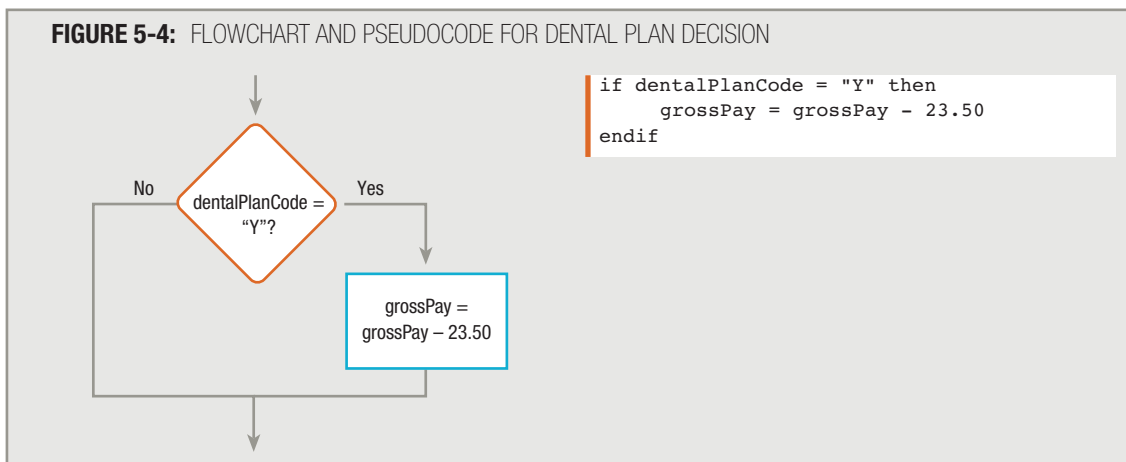 FIGURE 5-4: FLOWCHART AND PSEUDOCODE FOR DENTAL PLAN DECISION
if dentalPlanCode = "Y" then
grossPay = grossPay - 23.50
endif
No
dentalPlanCode =
“Y”?
Yes
grossPay =
grossPay – 23.50